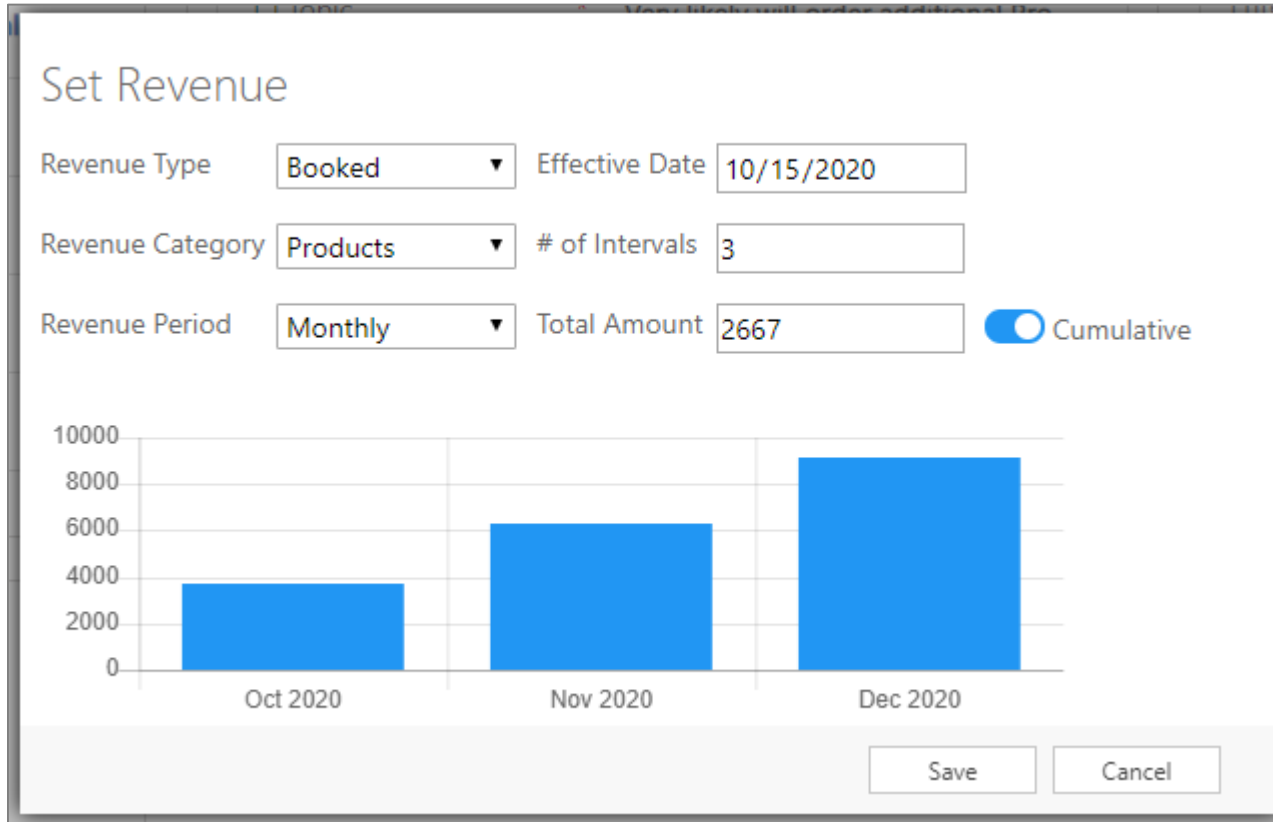 Set Revenue
Revenue Type Booked Effective Date 10/15/2020
Revenue Category Products # of Intervals 3
Revenue Period Monthly Total Amount 2667 Cumulative
10000
8000
6000
4000
2000
0
Oct 2020 Nov 2020 Dec 2020
Save Cancel